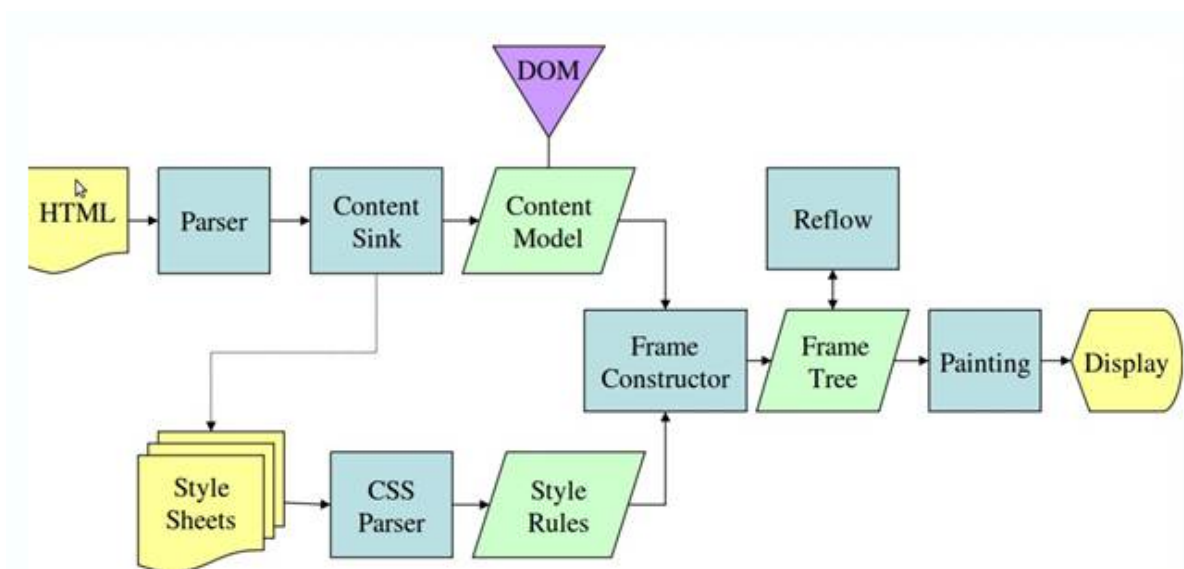 DOM
HTML
Parser
Content
Sink
Content
Model
Reflow
Frame
Constructor
Frame
Tree
Painting
Display
Style
Sheets
CSS
Parser
Style
Rules